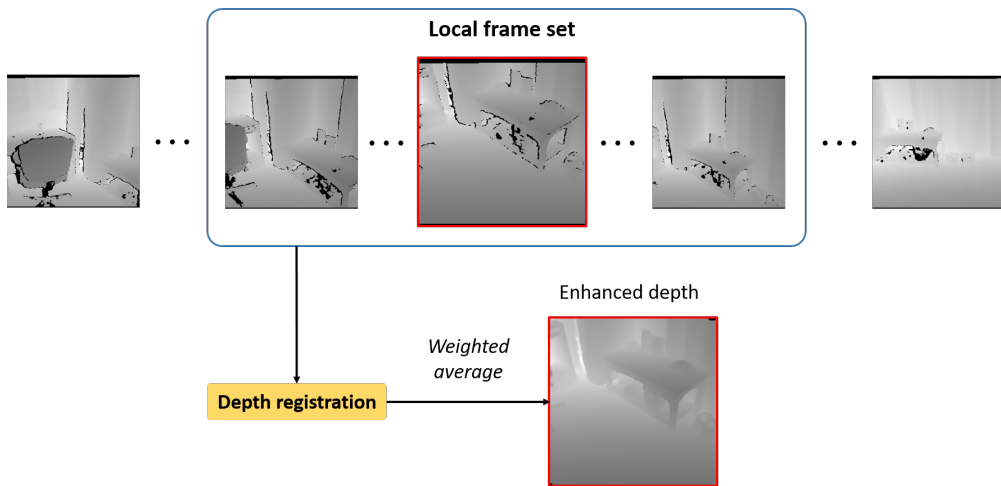 Local frame set
Enhanced depth
Weighted
average
Depth registration